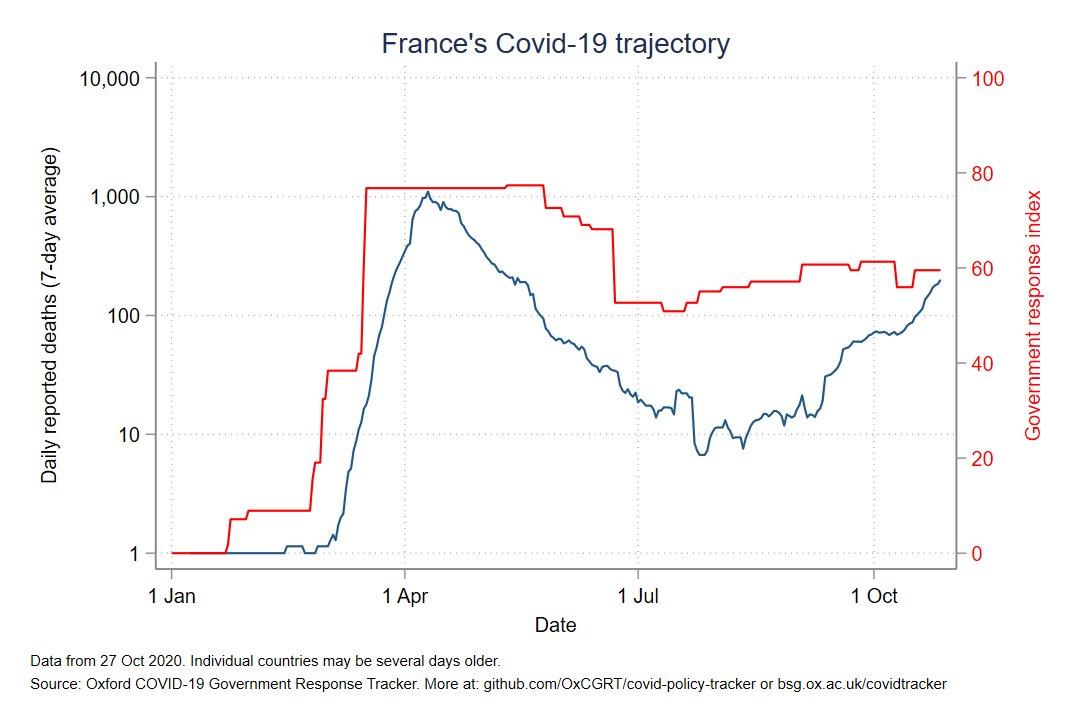 France's Covid-19 trajectory
Daily reported deaths (7-day average)
10,000
1,000
100
10
1
100
80
60
40
20
0
Government response index
1 Jan
1 Apr
1 Jul
1 Oct
Date
Data from 27 Oct 2020. Individual countries may be several days older.
Source: Oxford COVID-19 Government Response Tracker. More at: github.com/OxCGRT/covid-policy-tracker or bsg.ox.ac.uk/covidtracker